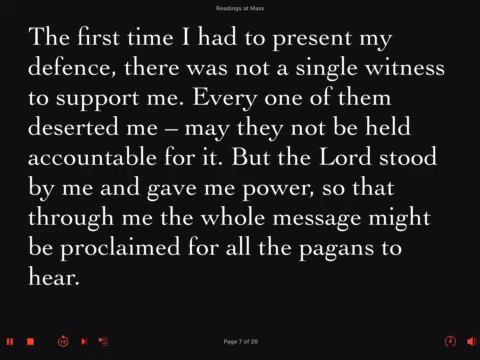 Readings at Mass
The first time I had to present my
defence, there was not a single witness
to support me. Every one of them
deserted me – may they not be held
accountable for it. But the Lord stood
by me and gave me power, so that
through me the whole message might
be proclaimed for all the pagans to
hear.
Page 7 of 26